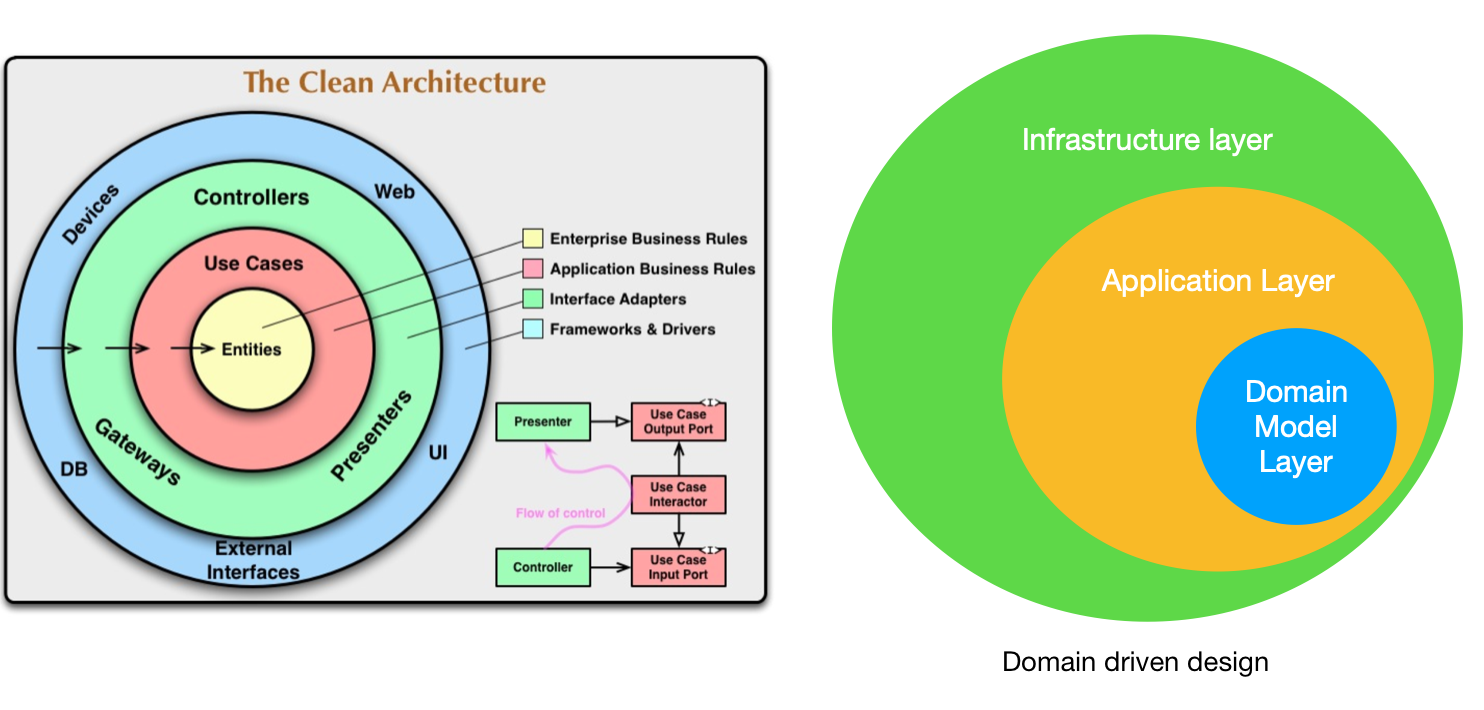 The Clean Architecture
Devices
Web
Controllers
Use Cases
Entities
Gateways
Presenters
DB
UI
External
Interfaces
Enterprise Business Rules
Application Business Rules
Interface Adapters
Frameworks & Drivers
Presenter
<I>
Use Case
Output Port
Use Case
Interactor
Flow of control
Controller
<I>
Use Case
Input Port
Infrastructure layer
Application Layer
Domain
Model
Layer
Domain driven design